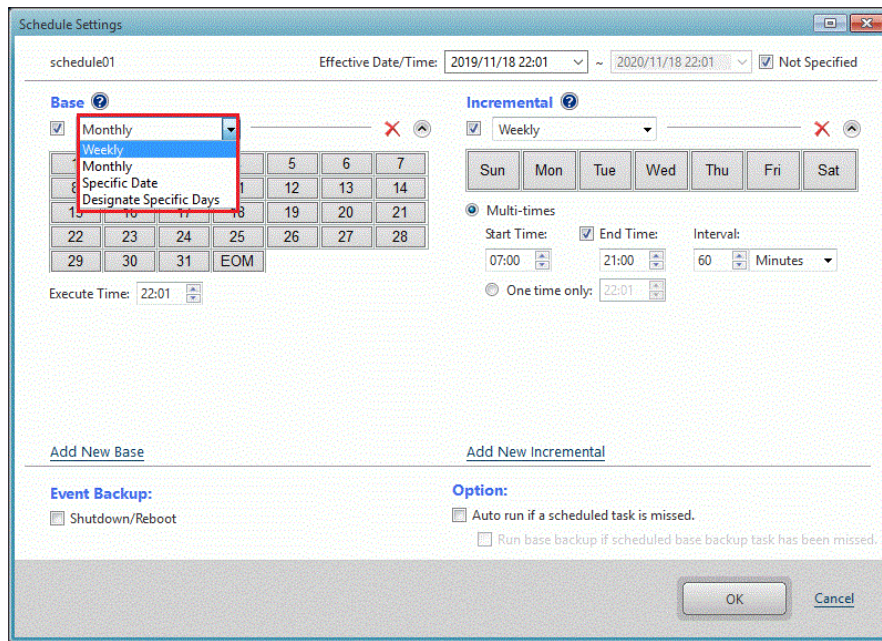 Schedule Settings
schedule01 Effective Date/Time: 2019/11/18 22:01 ~ 2020/11/18 22:01 Not Specified
Base Incremental
Monthly Weekly
Weekly
Monthly
Specific Date
Designate Specific Days
5 6 7
12 13 14
15 16 17 18 19 20 21
22 23 24 25 26 27 28
29 30 31 EOM
Execute Time: 22:01
Sun Mon Tue Wed Thu Fri Sat
Multi-times
Start Time: End Time: Interval:
07:00 21:00 60 Minutes
One time only: 22:01
Add New Base Add New Incremental
Event Backup: Option:
Shutdown/Reboot Auto run if a scheduled task is missed.
Run base backup if scheduled base backup task has been missed.
OK Cancel